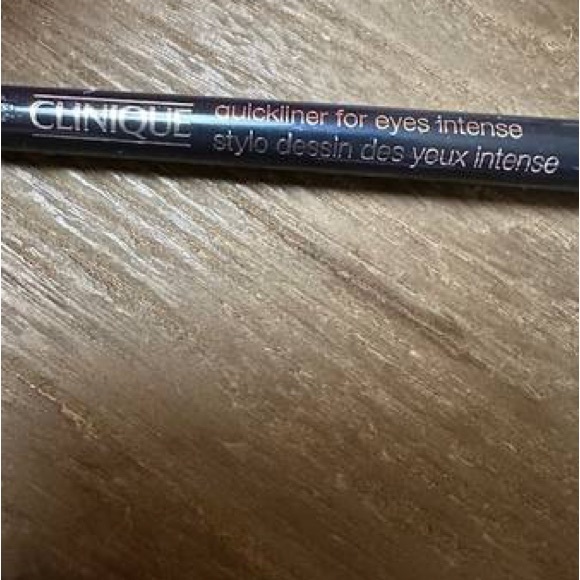 CLINIQUE quickliner for eyes intense
stylo dessin des yeux intense